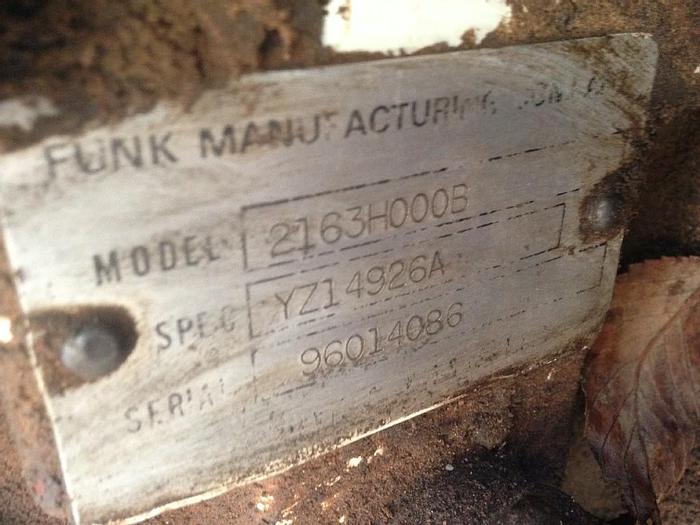 FUNK MANUFACTURING
MODEL 2163H000B
SPEC YZ14926A
SERIAL 96014086